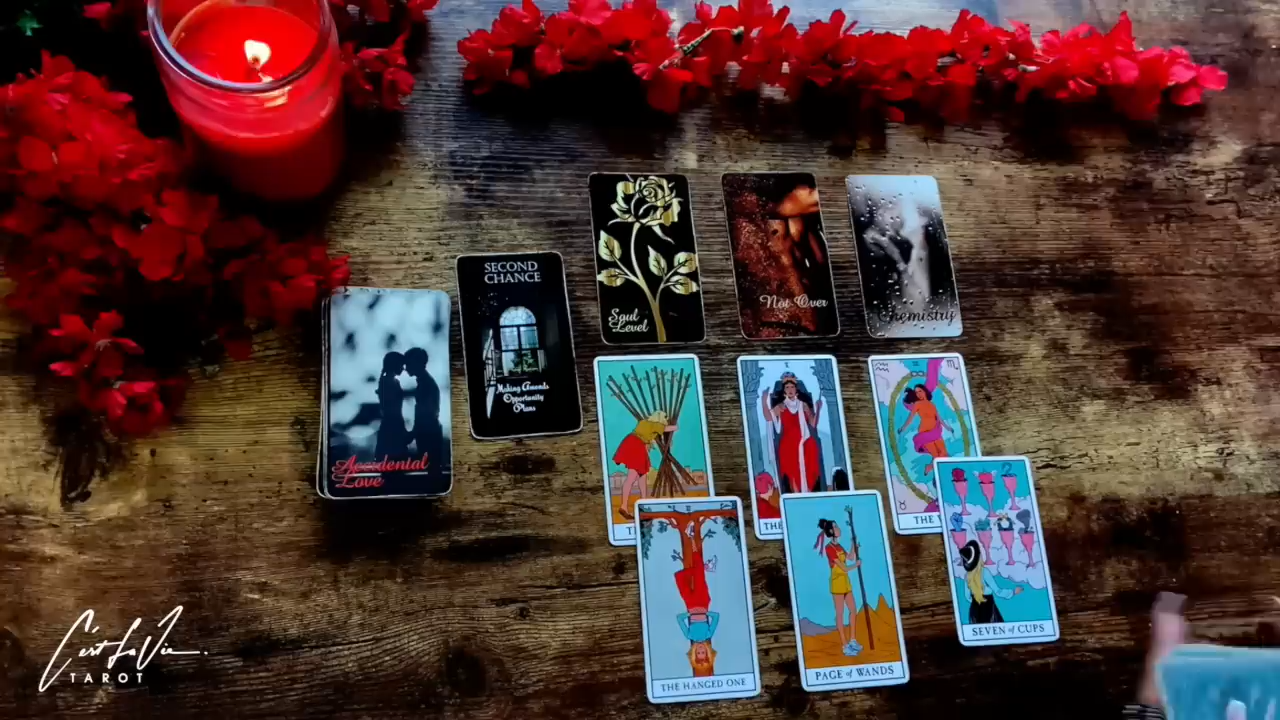 SECOND
CHANCE
Making Amends
Opportunity
Plans
Soul
Level
Not Over
Chemistry
Accidental
Love
THE
THE HANGED ONE
PAGE of WANDS
SEVEN of CUPS
C'est La Vie.
TAROT